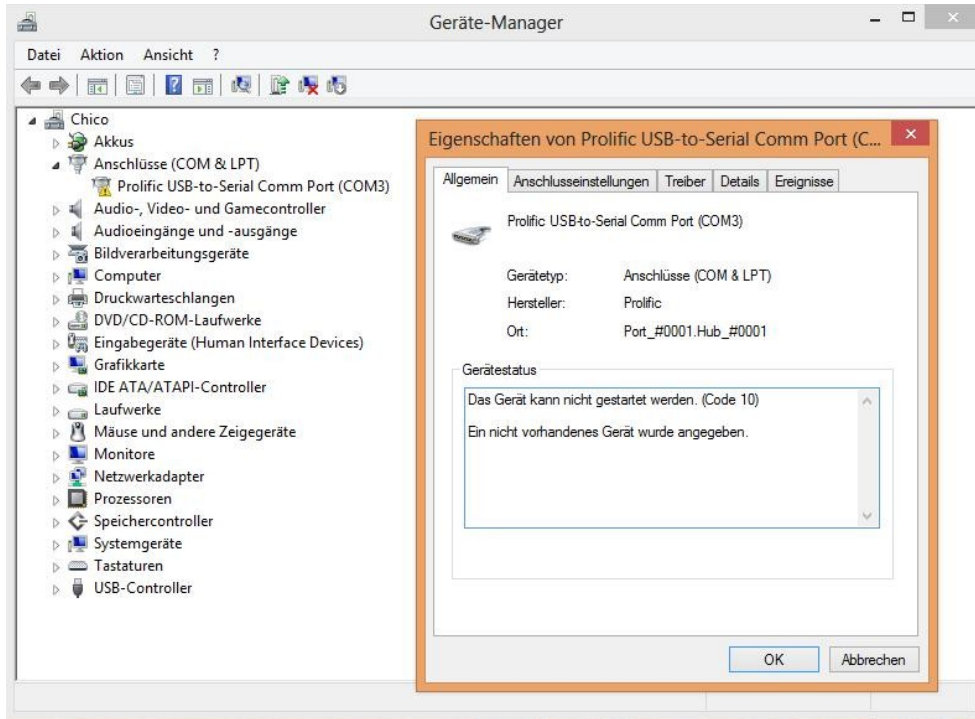 Geräte-Manager
Datei Aktion Ansicht ?
Chico
Akkus
Anschlüsse (COM & LPT)
Prolific USB-to-Serial Comm Port (COM3)
Audio-, Video- und Gamecontroller
Audioeingänge und -ausgänge
Bildverarbeitungsgeräte
Computer
Druckwarteschlangen
DVD/CD-ROM-Laufwerke
Eingabegeräte (Human Interface Devices)
Grafikkarte
IDE ATA/ATAPI-Controller
Laufwerke
Mäuse und andere Zeigegeräte
Monitore
Netzwerkadapter
Prozessoren
Speichercontroller
Systemgeräte
Tastaturen
USB-Controller
Eigenschaften von Prolific USB-to-Serial Comm Port (C...
Allgemein Anschlusseinstellungen Treiber Details Ereignisse
Prolific USB-to-Serial Comm Port (COM3)
Gerätetyp: Anschlüsse (COM & LPT)
Hersteller: Prolific
Ort: Port_#0001.Hub_#0001
Gerätestatus
Das Gerät kann nicht gestartet werden. (Code 10)
Ein nicht vorhandenes Gerät wurde angegeben.
OK Abbrechen